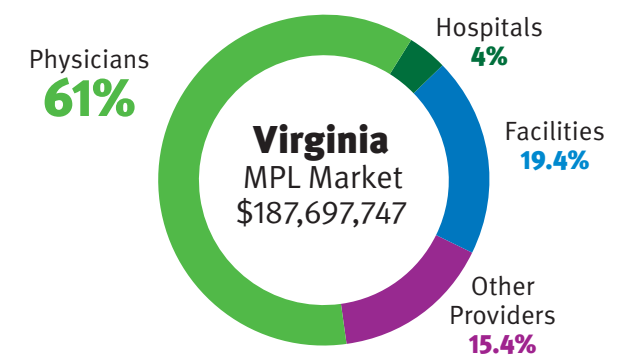 Hospitals
4%
Physicians
61%
Virginia
MPL Market
$187,697,747
Facilities
19.4%
Other
Providers
15.4%